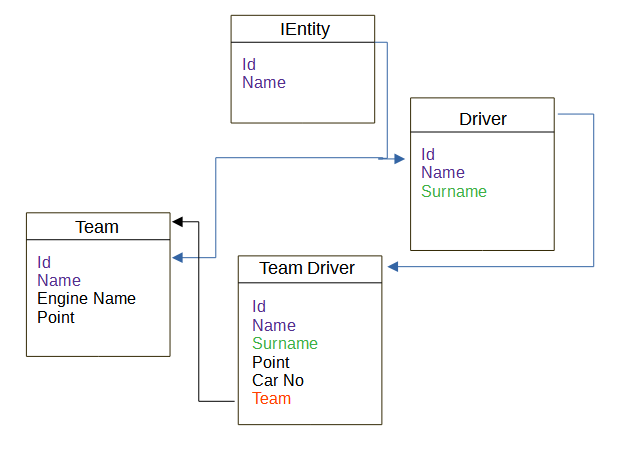 IEntity
Id
Name
Driver
Id
Name
Surname
Team
Id
Name
Engine Name
Point
Team Driver
Id
Name
Surname
Point
Car No
Team